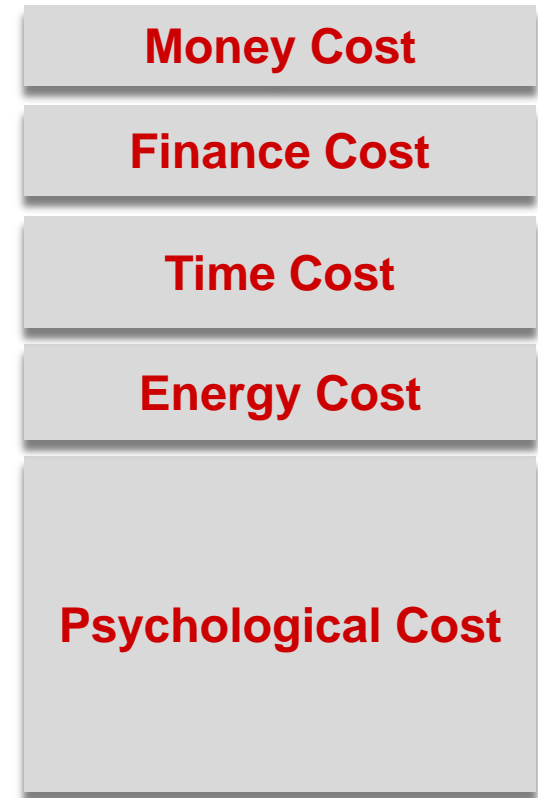 Money Cost
Finance Cost
Time Cost
Energy Cost
Psychological Cost